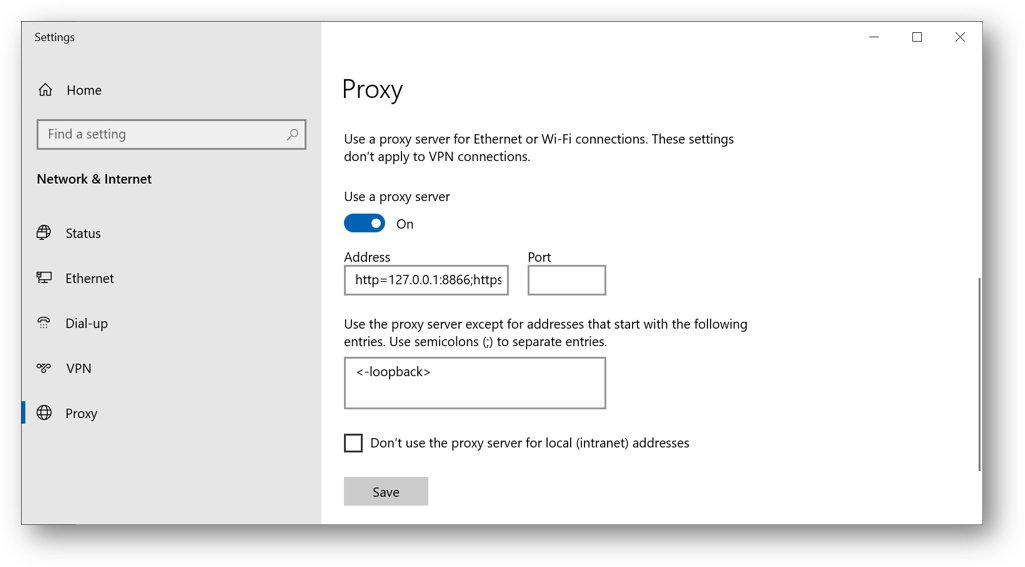 Settings
Home
Find a setting
Network & Internet
Status
Ethernet
Dial-up
VPN
Proxy
Proxy
Use a proxy server for Ethernet or Wi-Fi connections. These settings
don't apply to VPN connections.
Use a proxy server
On
Address
Port
http=127.0.0.1:8866;https
Use the proxy server except for addresses that start with the following
entries. Use semicolons (;) to separate entries.
<-loopback>
Don't use the proxy server for local (intranet) addresses
Save